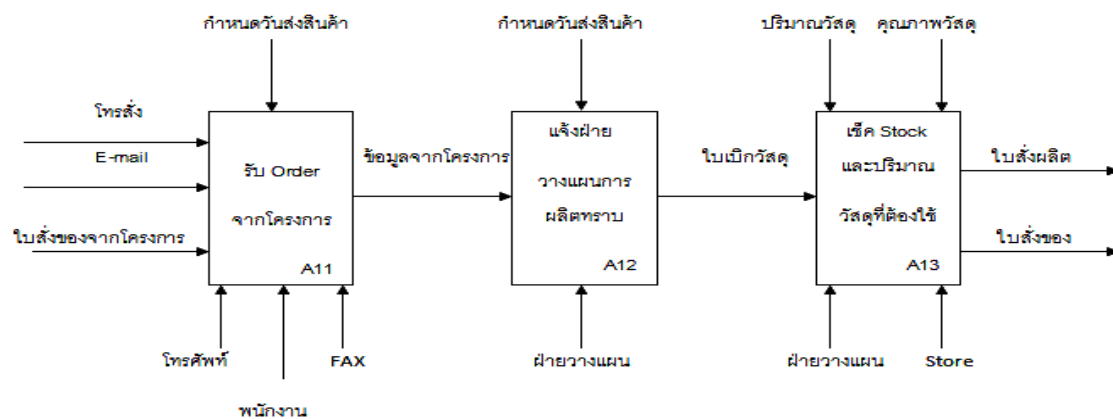 กำหนดวันส่งสินค้า
กำหนดวันส่งสินค้า
ปริมาณวัสดุ
คุณภาพวัสดุ
โทรสั่ง
E-mail
ใบสั่งของจากโครงการ
รับ Order
จากโครงการ
A11
ข้อมูลจากโครงการ
แจ้งฝ่าย
วางแผนการ
ผลิตทราบ
A12
ใบเบิกวัสดุ
เช็ค Stock
และปริมาณ
วัสดุที่ต้องใช้
A13
ใบสั่งผลิต
ใบสั่งของ
โทรศัพท์
FAX
ฝ่ายวางแผน
ฝ่ายวางแผน
Store
พนักงาน